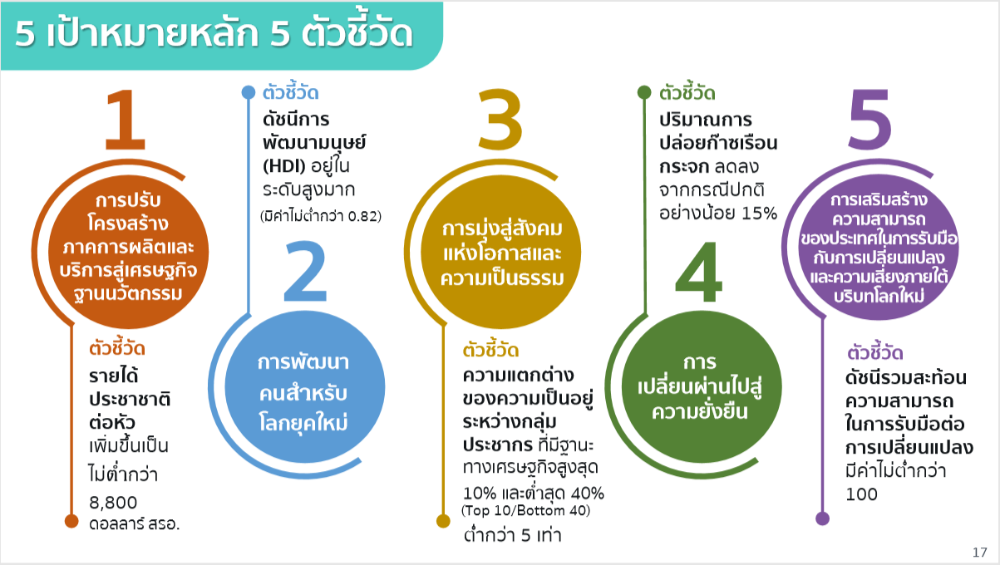 5 เป้าหมายหลัก 5 ตัวชี้วัด
1
การปรับ
โครงสร้าง
ภาคการผลิตและ
บริการสู่เศรษฐกิจ
ฐานนวัตกรรม
ตัวชี้วัด
รายได้
ประชาชาติ
ต่อหัว
เพิ่มขึ้นเป็น
ไม่ต่ำกว่า
8,800
ดอลลาร์ สรอ.
ตัวชี้วัด
ดัชนีการ
พัฒนามนุษย์
(HDI) อยู่ใน
ระดับสูงมาก
(มีค่าไม่ต่ำกว่า 0.82)
2
การพัฒนา
คนสำหรับ
โลกยุคใหม่
3
การมุ่งสู่สังคม
แห่งโอกาสและ
ความเป็นธรรม
ตัวชี้วัด
ความแตกต่าง
ของความเป็นอยู่
ระหว่างกลุ่ม
ประชากร ที่มีฐานะ
ทางเศรษฐกิจสูงสุด
10% และต่ำสุด 40%
(Top 10/Bottom 40)
ต่ำกว่า 5 เท่า
ตัวชี้วัด
ปริมาณการ
ปล่อยก๊าซเรือน
กระจก ลดลง
จากกรณีปกติ
อย่างน้อย 15%
4
การ
เปลี่ยนผ่านไปสู่
ความยั่งยืน
5
การเสริมสร้าง
ความสามารถ
ของประเทศในการรับมือ
กับการเปลี่ยนแปลง
และความเสี่ยงภายใต้
บริบทโลกใหม่
ตัวชี้วัด
ดัชนีรวมสะท้อน
ความสามารถ
ในการรับมือต่อ
การเปลี่ยนแปลง
มีค่าไม่ต่ำกว่า
100
17